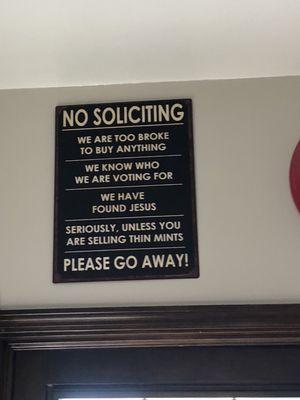 NO SOLICITING
WE ARE TOO BROKE
TO BUY ANYTHING
WE KNOW WHO
WE ARE VOTING FOR
WE HAVE
FOUND JESUS
SERIOUSLY, UNLESS YOU
ARE SELLING THIN MINTS
PLEASE GO AWAY!